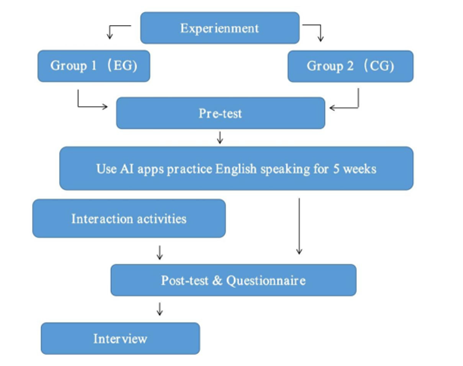 Experienment
Group 1（EG)
Group 2（CG)
Pre-test
Use AI apps practice English speaking for 5 weeks
Interaction activities
Post-test & Questionnaire
Interview